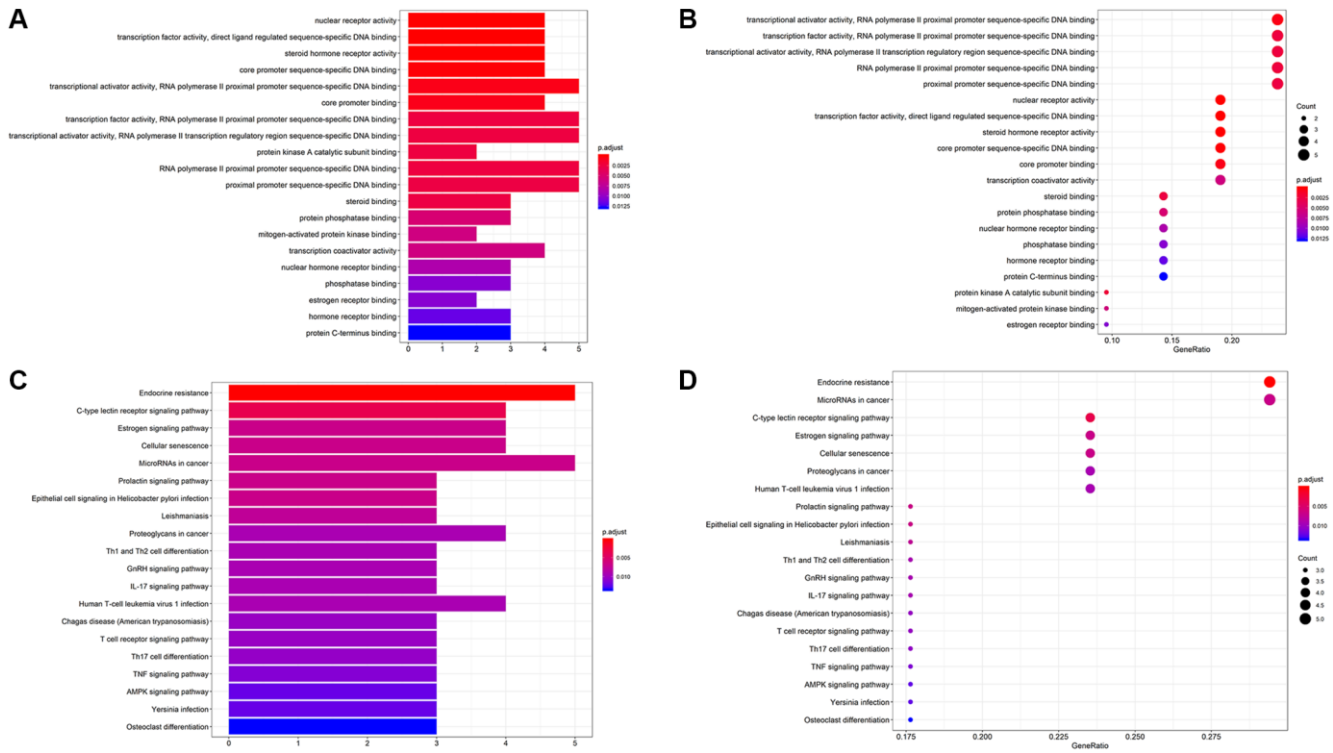 A
nuclear receptor activity
transcription factor activity, direct ligand regulated sequence-specific DNA binding
steroid hormone receptor activity
core promoter sequence-specific DNA binding
transcriptional activator activity, RNA polymerase II proximal promoter sequence-specific DNA binding
core promoter binding
transcription factor activity, RNA polymerase II proximal promoter sequence-specific DNA binding
transcriptional activator activity, RNA polymerase II transcription regulatory region sequence-specific DNA binding
protein kinase A catalytic subunit binding
RNA polymerase II proximal promoter sequence-specific DNA binding
proximal promoter sequence-specific DNA binding
steroid binding
protein phosphatase binding
mitogen-activated protein kinase binding
transcription coactivator activity
nuclear hormone receptor binding
phosphatase binding
estrogen receptor binding
hormone receptor binding
protein C-terminus binding
0 1 2 3 4 5
p.adjust
0.0025
0.0050
0.0075
0.0100
0.0125
B
transcriptional activator activity, RNA polymerase II proximal promoter sequence-specific DNA binding
transcription factor activity, RNA polymerase II proximal promoter sequence-specific DNA binding
transcriptional activator activity, RNA polymerase II transcription regulatory region sequence-specific DNA binding
RNA polymerase II proximal promoter sequence-specific DNA binding
proximal promoter sequence-specific DNA binding
nuclear receptor activity
transcription factor activity, direct ligand regulated sequence-specific DNA binding
steroid hormone receptor activity
core promoter sequence-specific DNA binding
core promoter binding
transcription coactivator activity
steroid binding
protein phosphatase binding
nuclear hormone receptor binding
phosphatase binding
hormone receptor binding
protein C-terminus binding
protein kinase A catalytic subunit binding
mitogen-activated protein kinase binding
estrogen receptor binding
0.10 0.15 0.20
GeneRatio
Count
2
3
4
5
p.adjust
0.0025
0.0050
0.0075
0.0100
0.0125
C
Endocrine resistance
C-type lectin receptor signaling pathway
Estrogen signaling pathway
Cellular senescence
MicroRNAs in cancer
Prolactin signaling pathway
Epithelial cell signaling in Helicobacter pylori infection
Leishmaniasis
Proteoglycans in cancer
Th1 and Th2 cell differentiation
GnRH signaling pathway
IL-17 signaling pathway
Human T-cell leukemia virus 1 infection
Chagas disease (American trypanosomiasis)
T cell receptor signaling pathway
Th17 cell differentiation
TNF signaling pathway
AMPK signaling pathway
Yersinia infection
Osteoclast differentiation
0 1 2 3 4 5
p.adjust
0.005
0.010
D
Endocrine resistance
MicroRNAs in cancer
C-type lectin receptor signaling pathway
Estrogen signaling pathway
Cellular senescence
Proteoglycans in cancer
Human T-cell leukemia virus 1 infection
Prolactin signaling pathway
Epithelial cell signaling in Helicobacter pylori infection
Leishmaniasis
Th1 and Th2 cell differentiation
GnRH signaling pathway
IL-17 signaling pathway
Chagas disease (American trypanosomiasis)
T cell receptor signaling pathway
Th17 cell differentiation
TNF signaling pathway
AMPK signaling pathway
Yersinia infection
Osteoclast differentiation
0.175 0.200 0.225 0.250 0.275
GeneRatio
p.adjust
0.005
0.010
Count
3.0
3.5
4.0
4.5
5.0